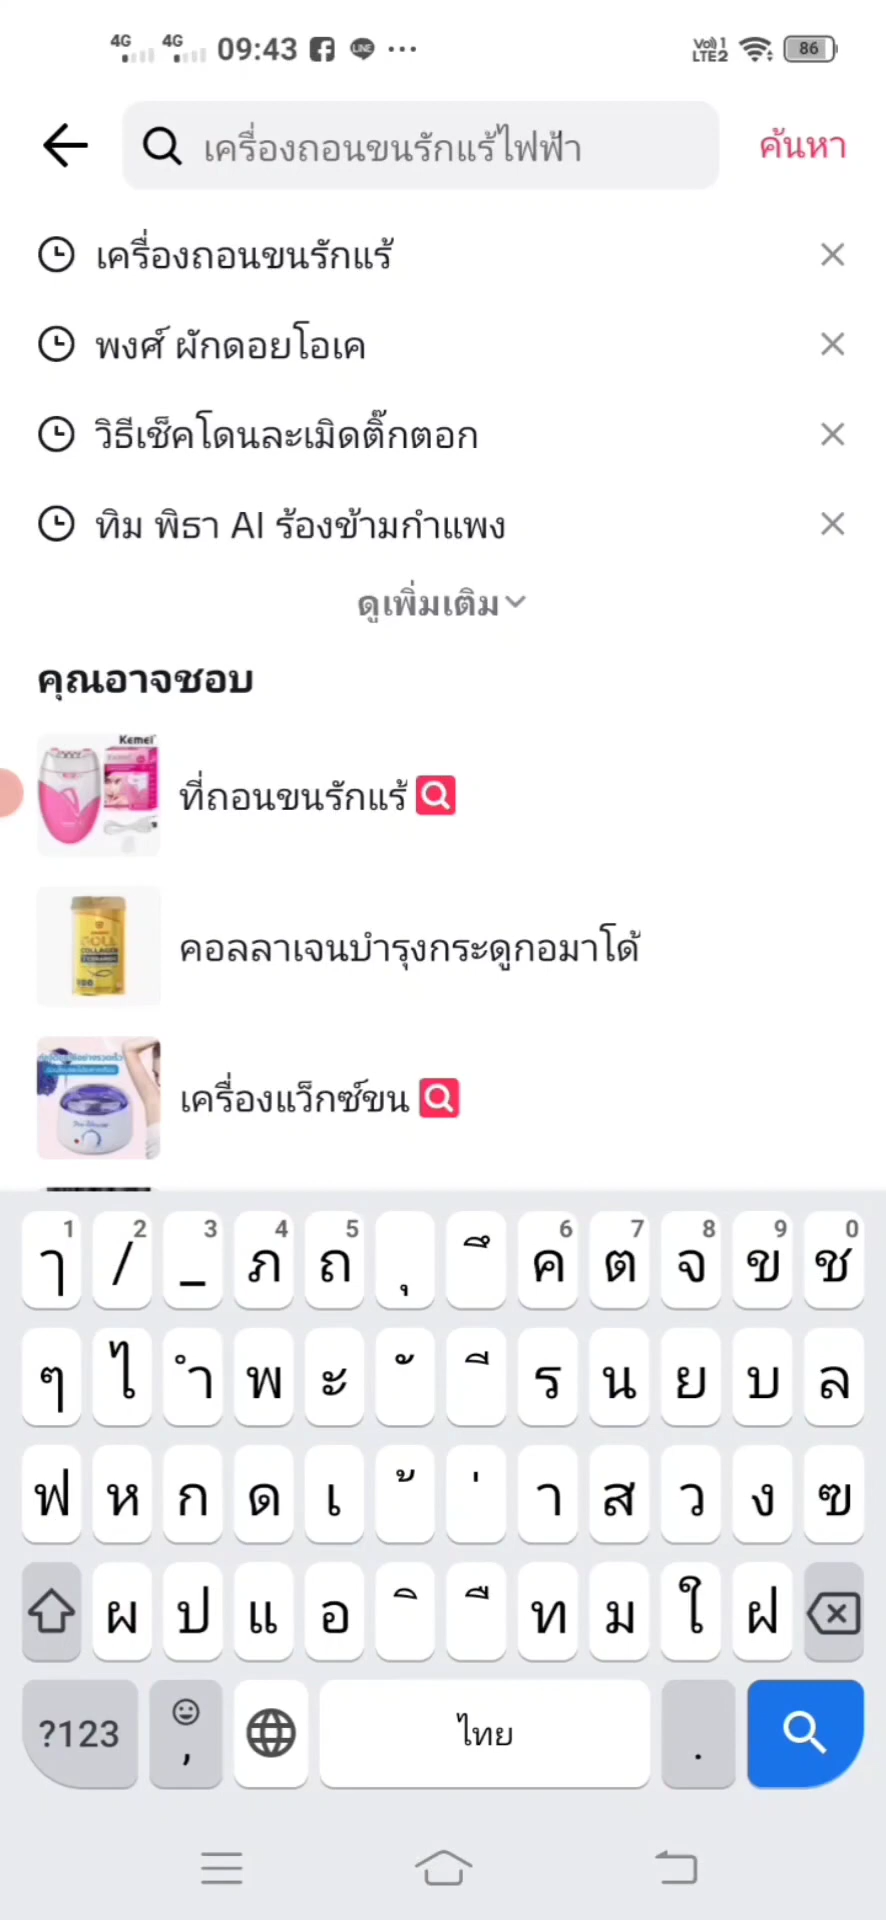 4G 4G 09:43 LINE ... Vo) 1 LTE2 86
เครื่องถอนขนรักแร้ไฟฟ้า ค้นหา
เครื่องถอนขนรักแร้
พงศ์ ผักดอยโอเค
วิธีเช็คโดนละเมิดติ๊กตอก
ทิม พิธา AI ร้องข้ามกำแพง
ดูเพิ่มเติม
คุณอาจชอบ
Kemei
ที่ถอนขนรักแร้
COLLAGEN
คอลลาเจนบำรุงกระดูกอมาโด้
เครื่องแว็กซ์ขน
1 2 3 4 5 6 7 8 9 0
ๅ / _ ภ ถ ุ ึ ค ต จ ข ช
ๆ ไ ำ พ ะ ั ี ร น ย บ ล
ฟ ห ก ด เ ้ ่ า ส ว ง ฃ
ผ ป แ อ ิ ื ท ม ใ ฝ
?123 , ไทย .